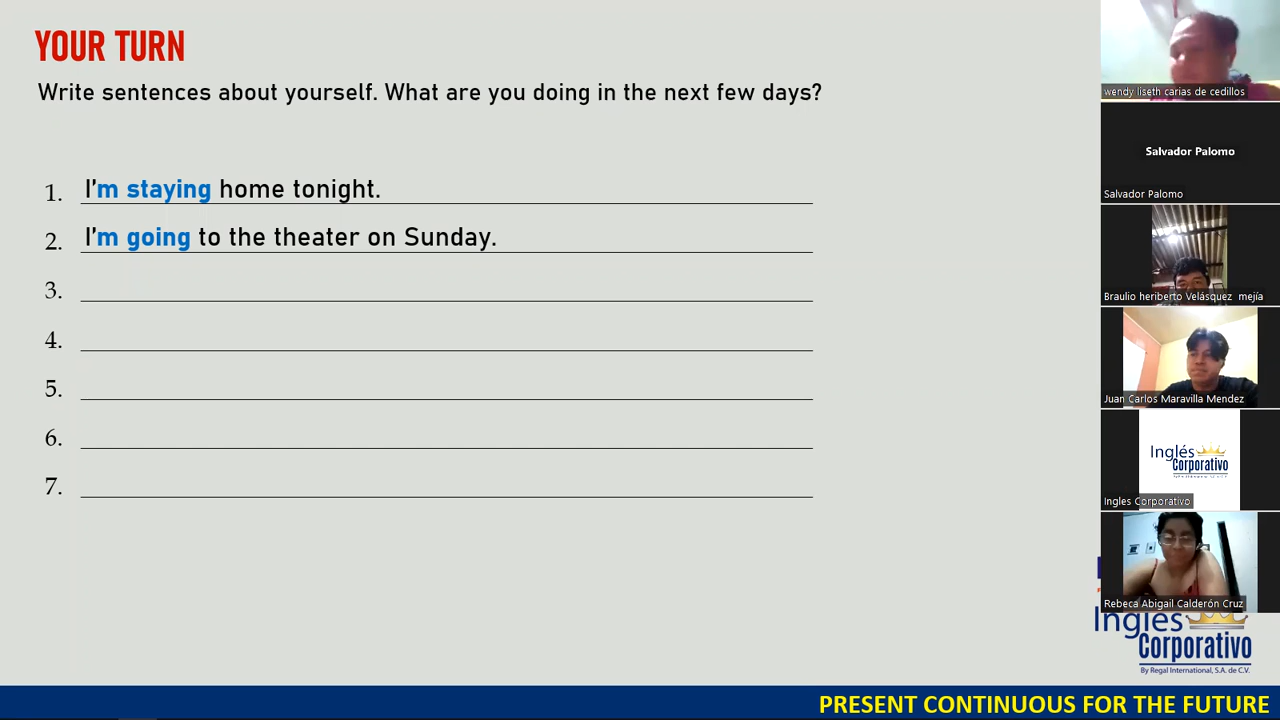 YOUR TURN
Write sentences about yourself. What are you doing in the next few days?
1. I'm staying home tonight.
2. I'm going to the theater on Sunday.
3.
4.
5.
6.
7.
wendy liseth carias de cedillos
Salvador Palomo
Salvador Palomo
Braulio heriberto Velásquez mejía
Juan Carlos Maravilla Mendez
Inglés
Corporativo
Ingles Corporativo
Rebeca Abigail Calderón Cruz
Inglés
Corporativo
By Regal International, S.A. de C.V.
PRESENT CONTINUOUS FOR THE FUTURE